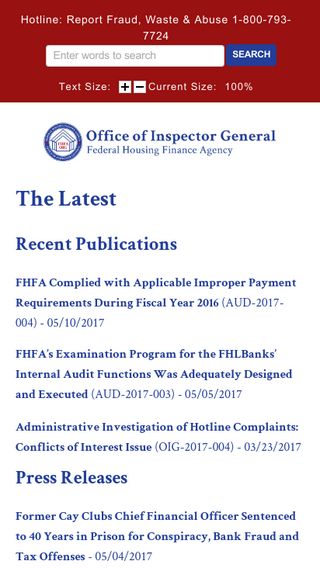 Hotline: Report Fraud, Waste & Abuse 1-800-793-
7724
Enter words to search
SEARCH
Text Size: + - Current Size: 100%
FHFA
OIG
Office of Inspector General
Federal Housing Finance Agency
The Latest
Recent Publications
FHFA Complied with Applicable Improper Payment
Requirements During Fiscal Year 2016 (AUD-2017-
004) - 05/10/2017
FHFA's Examination Program for the FHLBanks'
Internal Audit Functions Was Adequately Designed
and Executed (AUD-2017-003) - 05/05/2017
Administrative Investigation of Hotline Complaints:
Conflicts of Interest Issue (OIG-2017-004) - 03/23/2017
Press Releases
Former Cay Clubs Chief Financial Officer Sentenced
to 40 Years in Prison for Conspiracy, Bank Fraud and
Tax Offenses - 05/04/2017